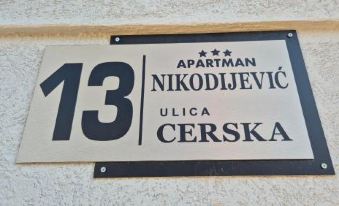 13
★★★
APARTMAN
NIKODIJEVIĆ
ULICA
CERSKA